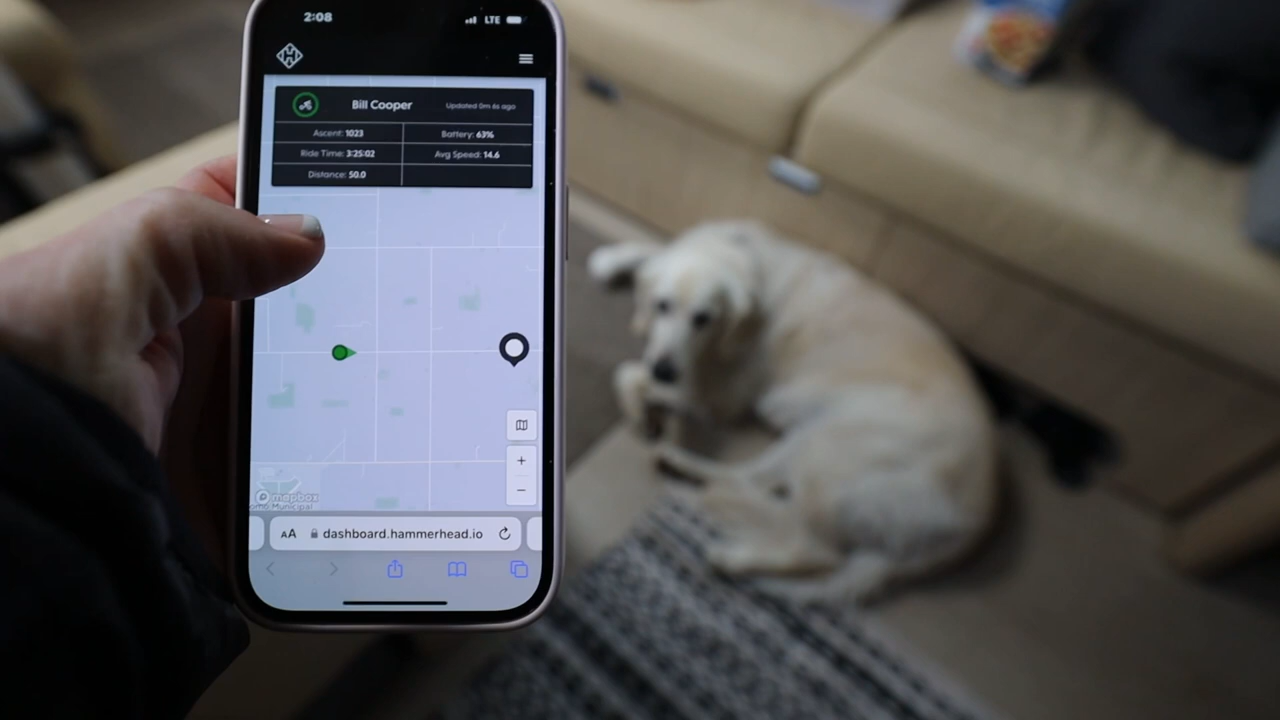 2:08 LTE
Bill Cooper Updated 0m 6s ago
Ascent: 1023 Battery: 63%
Ride Time: 3:25:02 Avg Speed: 14.6
Distance: 50.0
+
−
mapbox
Municipal
AA dashboard.hammerhead.io